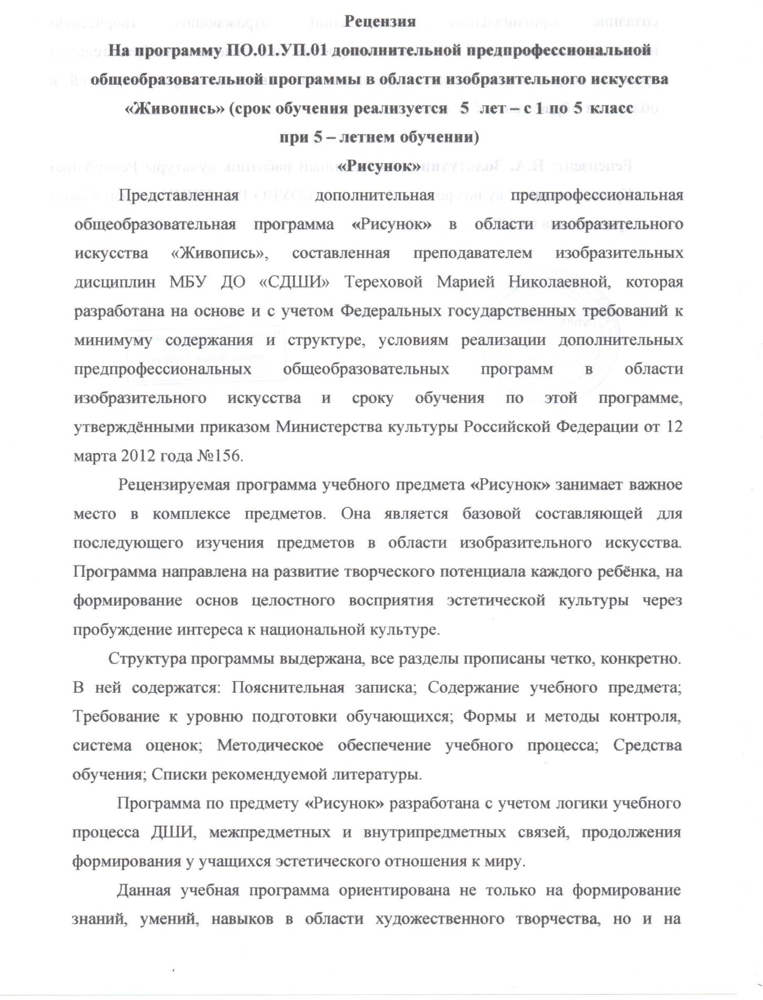 Рецензия
На программу ПО.01.УП.01 дополнительной предпрофессиональной
общеобразовательной программы в области изобразительного искусства
«Живопись» (срок обучения реализуется 5 лет – с 1 по 5 класс
при 5 – летнем обучении)
«Рисунок»
Представленная дополнительная предпрофессиональная
общеобразовательная программа «Рисунок» в области изобразительного
искусства «Живопись», составленная преподавателем изобразительных
дисциплин МБУ ДО «СДШИ» Тереховой Марией Николаевной, которая
разработана на основе и с учетом Федеральных государственных требований к
минимуму содержания и структуре, условиям реализации дополнительных
предпрофессиональных общеобразовательных программ в области
изобразительного искусства и сроку обучения по этой программе,
утверждёнными приказом Министерства культуры Российской Федерации от 12
марта 2012 года №156.
Рецензируемая программа учебного предмета «Рисунок» занимает важное
место в комплексе предметов. Она является базовой составляющей для
последующего изучения предметов в области изобразительного искусства.
Программа направлена на развитие творческого потенциала каждого ребёнка, на
формирование основ целостного восприятия эстетической культуры через
пробуждение интереса к национальной культуре.
Структура программы выдержана, все разделы прописаны четко, конкретно.
В ней содержатся: Пояснительная записка; Содержание учебного предмета;
Требование к уровню подготовки обучающихся; Формы и методы контроля,
система оценок; Методическое обеспечение учебного процесса; Средства
обучения; Списки рекомендуемой литературы.
Программа по предмету «Рисунок» разработана с учетом логики учебного
процесса ДШИ, межпредметных и внутрипредметных связей, продолжения
формирования у учащихся эстетического отношения к миру.
Данная учебная программа ориентирована не только на формирование
знаний, умений, навыков в области художественного творчества, но и на